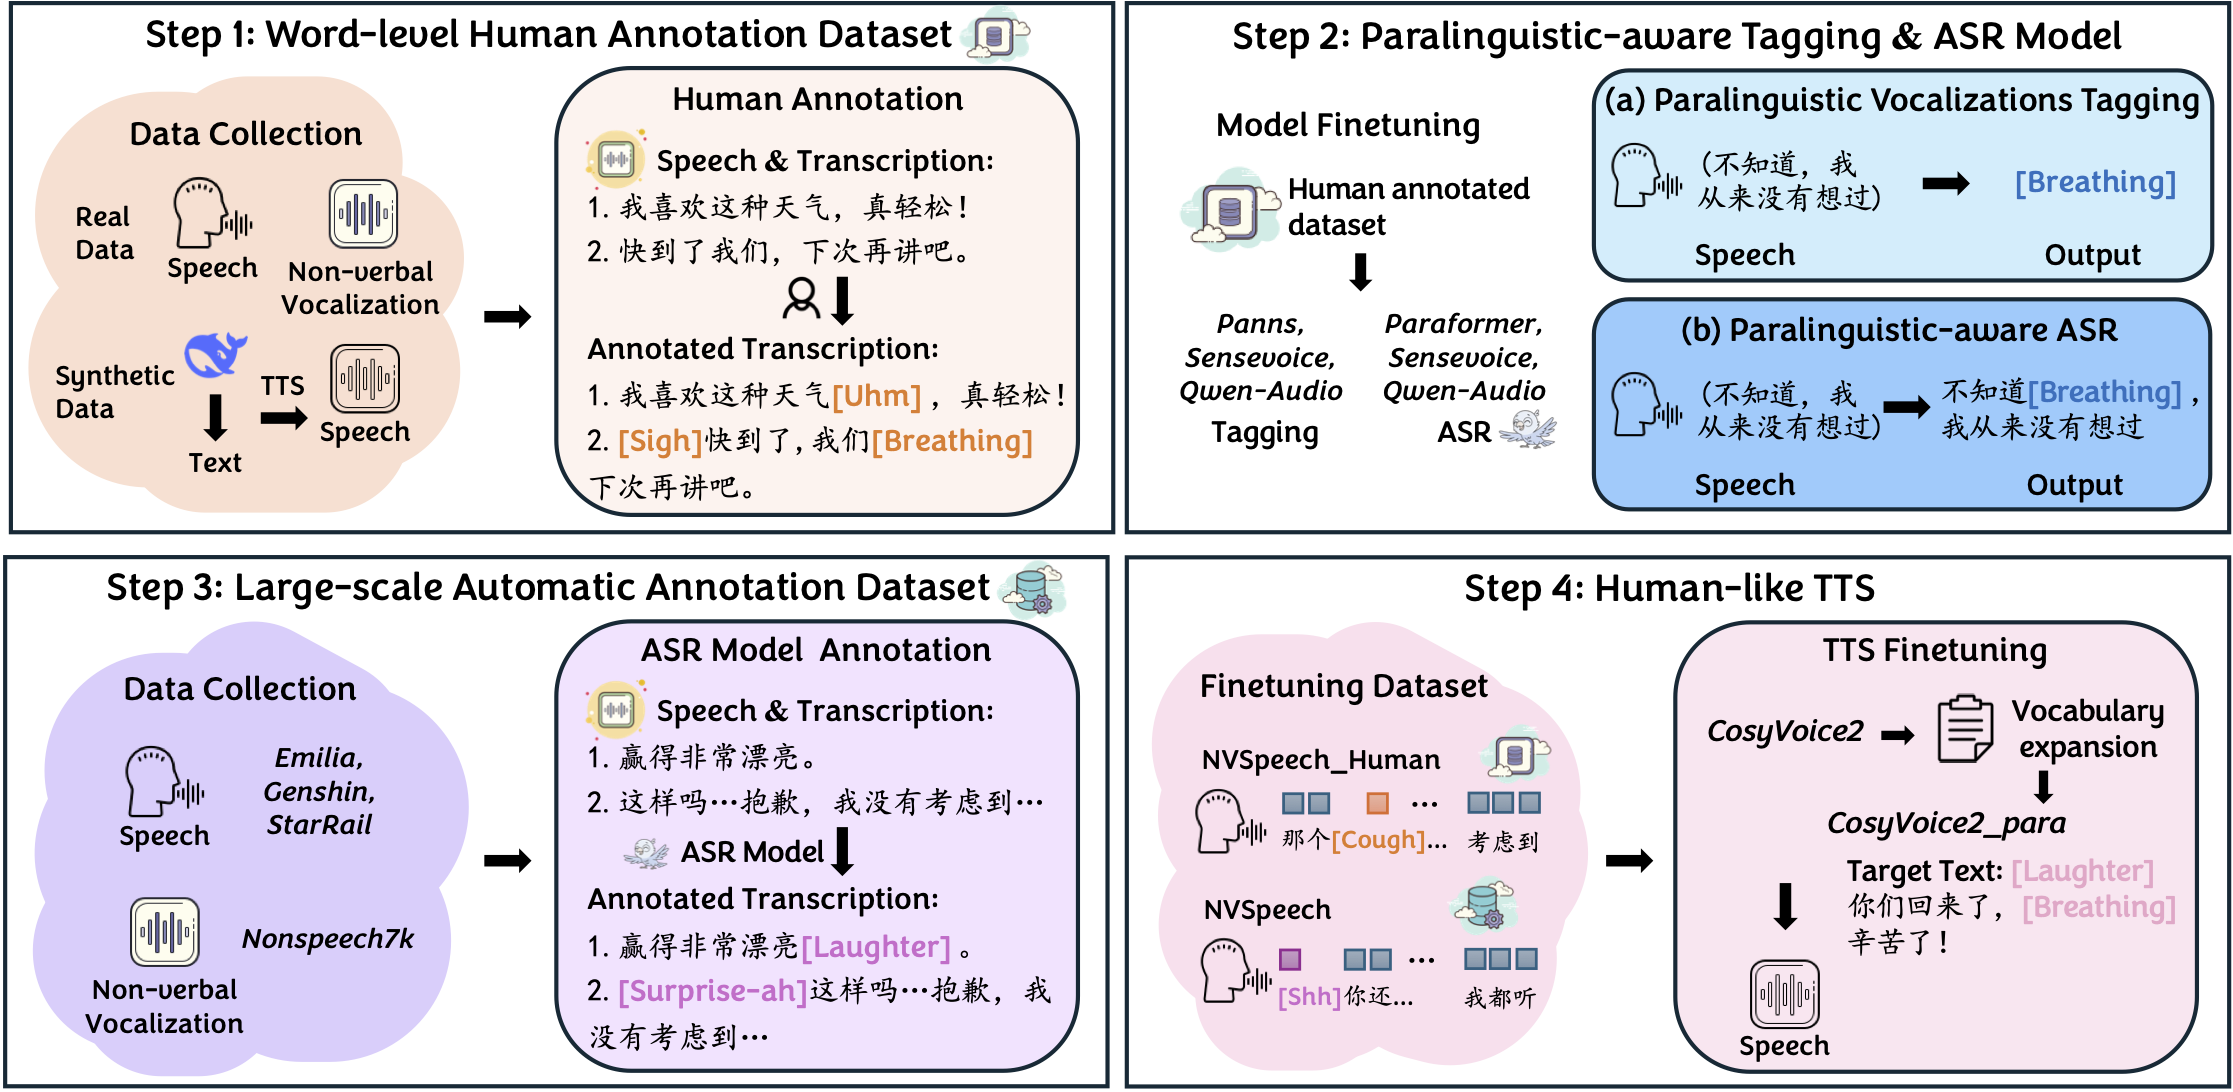 Step 1: Word-level Human Annotation Dataset
Data Collection
Real
Data
Speech
Non-verbal
Vocalization
Synthetic
Data
TTS
Text
Speech
Human Annotation
Speech & Transcription:
1. 我喜欢这种天气，真轻松！
2. 快到了我们，下次再讲吧。
Annotated Transcription:
1. 我喜欢这种天气[Uhm]，真轻松！
2. [Sigh]快到了,我们[Breathing]
下次再讲吧。
Step 2: Paralinguistic-aware Tagging & ASR Model
Model Finetuning
Human annotated
dataset
Panns,
Sensevoice,
Qwen-Audio
Tagging
Paraformer,
Sensevoice,
Qwen-Audio
ASR
(a) Paralinguistic Vocalizations Tagging
（不知道，我
从来没有想过）
[Breathing]
Speech
Output
(b) Paralinguistic-aware ASR
（不知道，我
从来没有想过）
不知道[Breathing]，
我从来没有想过
Speech
Output
Step 3: Large-scale Automatic Annotation Dataset
Data Collection
Speech
Emilia,
Genshin,
StarRail
Non-verbal
Vocalization
Nonspeech7k
ASR Model Annotation
Speech & Transcription:
1. 赢得非常漂亮。
2. 这样吗…抱歉，我没有考虑到…
ASR Model
Annotated Transcription:
1. 赢得非常漂亮[Laughter]。
2. [Surprise-ah]这样吗…抱歉，我
没有考虑到…
Step 4: Human-like TTS
Finetuning Dataset
NVSpeech_Human
...
那个[Cough]... 考虑到
NVSpeech
...
[Shh]你还... 我都听
TTS Finetuning
CosyVoice2
Vocabulary
expansion
CosyVoice2_para
Target Text: [Laughter]
你们回来了，[Breathing]
辛苦了！
Speech